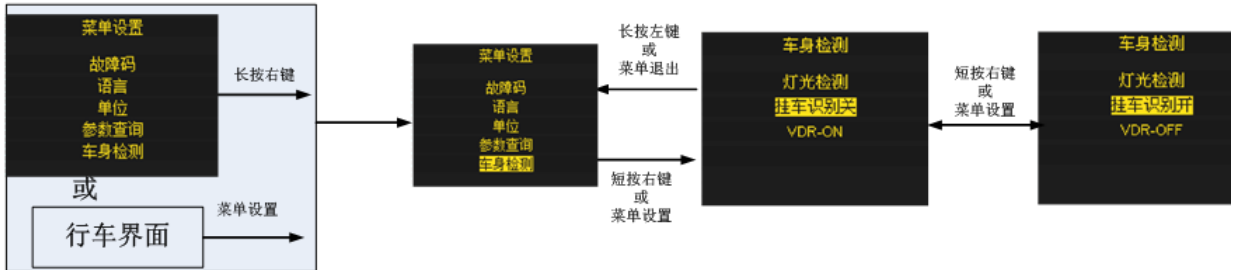 菜单设置
故障码
语言
单位
参数查询
车身检测
长按右键
或
行车界面
菜单设置
菜单设置
故障码
语言
单位
参数查询
车身检测
长按左键
或
菜单退出
短按右键
或
菜单设置
车身检测
灯光检测
挂车识别关
VDR-ON
短按右键
或
菜单设置
车身检测
灯光检测
挂车识别开
VDR-OFF